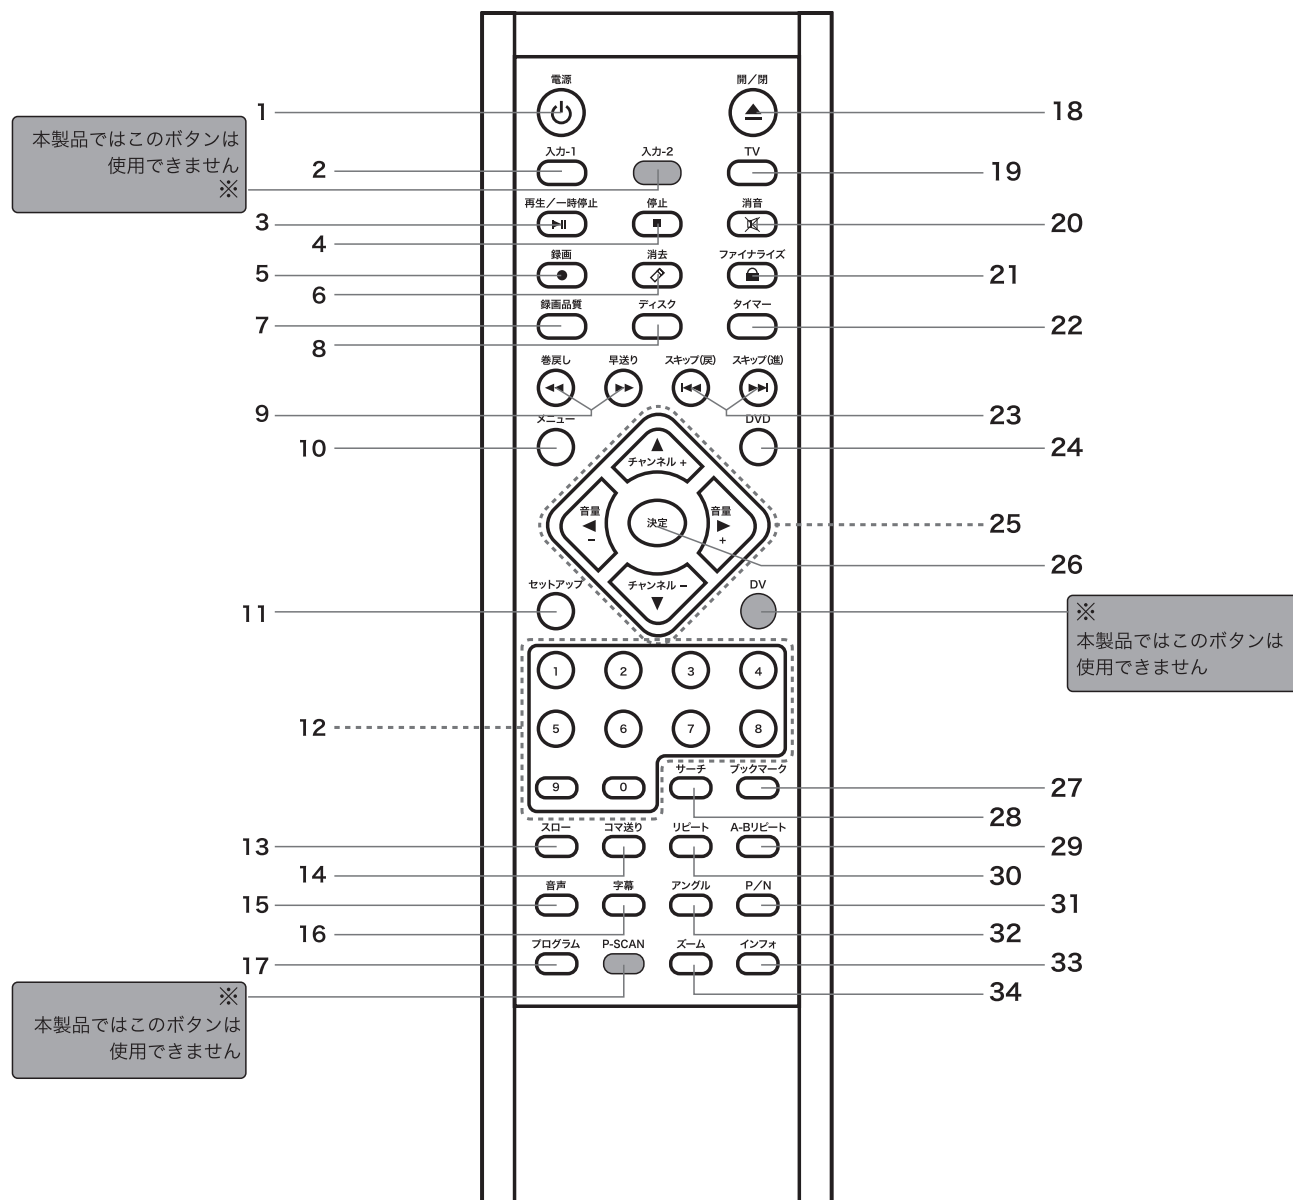 電源
開／閉
1
18
本製品ではこのボタンは
使用できません
※
入力-1
入力-2
TV
2
19
再生／一時停止
停止
消音
3
20
4
録画
消去
ファイナライズ
5
21
6
録画品質
ディスク
タイマー
7
22
8
巻戻し
早送り
スキップ(戻)
スキップ(進)
9
23
メニュー
DVD
10
24
チャンネル +
音量
－
決定
音量
+
25
26
チャンネル －
セットアップ
DV
11
※
本製品ではこのボタンは
使用できません
1
2
3
4
12
5
6
7
8
サーチ
ブックマーク
9
0
27
28
スロー
コマ送り
リピート
A-Bリピート
13
29
14
30
音声
字幕
アングル
P／N
15
31
16
32
プログラム
P-SCAN
ズーム
インフォ
17
33
34
※
本製品ではこのボタンは
使用できません